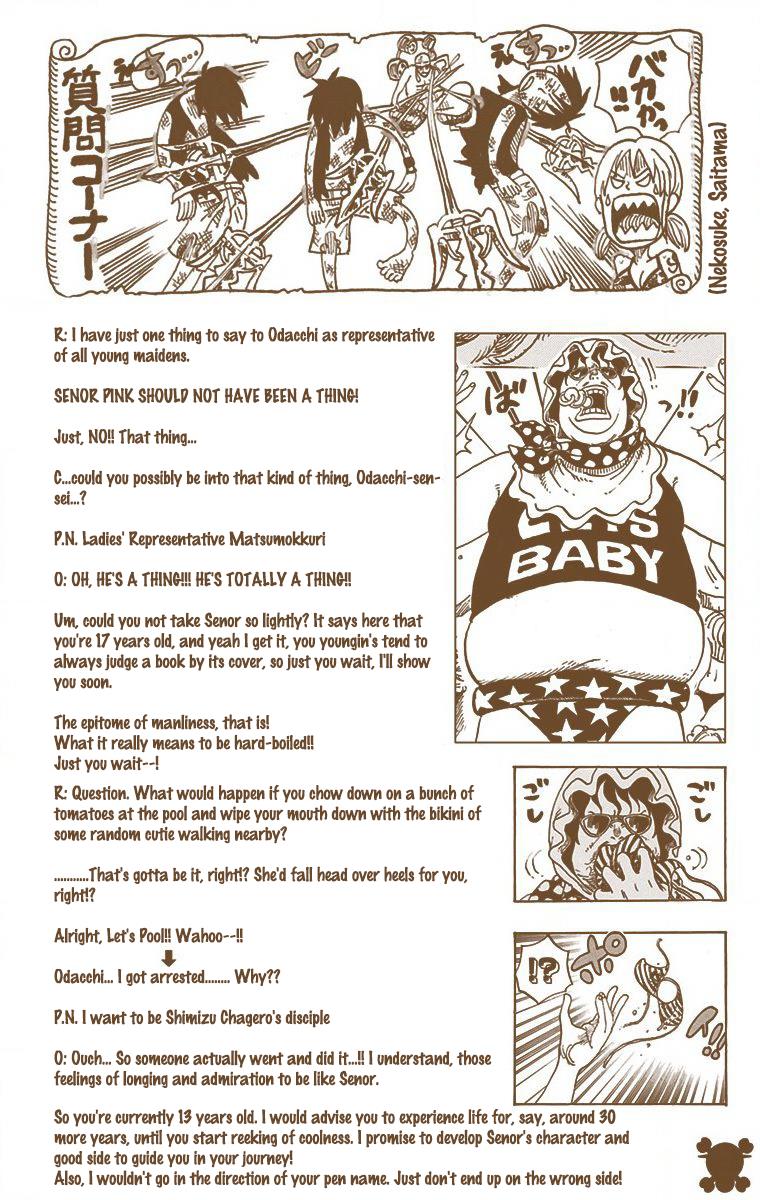 質問コーナー
えすっ…
ビー
えすっ…
バカかっ!!
(Nekosuke, Saitama)
R: I have just one thing to say to Odacchi as representative
of all young maidens.
SENOR PINK SHOULD NOT HAVE BEEN A THING!
Just, NO!! That thing...
C...could you possibly be into that kind of thing, Odacchi-sen-
sei...?
P.N. Ladies' Representative Matsumokkuri
O: OH, HE'S A THING!!! HE'S TOTALLY A THING!!
Um, could you not take Senor so lightly? It says here that
you're 17 years old, and yeah I get it, you youngin's tend to
always judge a book by its cover, so just you wait, I'll show
you soon.
The epitome of manliness, that is!
What it really means to be hard-boiled!!
Just you wait--!
ば
っ!!
BABY
R: Question. What would happen if you chow down on a bunch of
tomatoes at the pool and wipe your mouth down with the bikini of
some random cutie walking nearby?
...........That's gotta be it, right!? She'd fall head over heels for you,
right!?
Alright, Let's Pool!! Wahoo--!!
Odacchi... I got arrested........ Why??
P.N. I want to be Shimizu Chagero's disciple
O: Ouch... So someone actually went and did it...!! I understand, those
feelings of longing and admiration to be like Senor.
ごし
ごし
!?
ポイ!!
So you're currently 13 years old. I would advise you to experience life for, say, around 30
more years, until you start reeking of coolness. I promise to develop Senor's character and
good side to guide you in your journey!
Also, I wouldn't go in the direction of your pen name. Just don't end up on the wrong side!